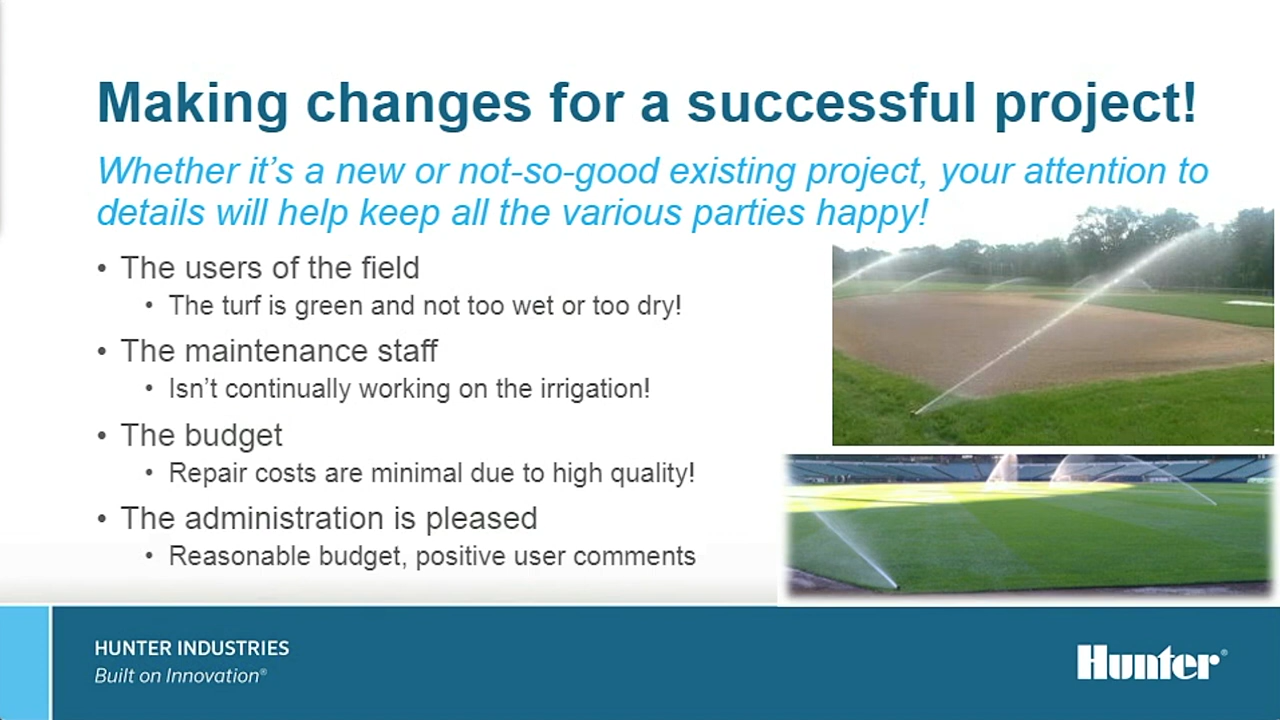 Making changes for a successful project!
Whether it's a new or not-so-good existing project, your attention to
details will help keep all the various parties happy!
• The users of the field
• The turf is green and not too wet or too dry!
• The maintenance staff
• Isn't continually working on the irrigation!
• The budget
• Repair costs are minimal due to high quality!
• The administration is pleased
• Reasonable budget, positive user comments
HUNTER INDUSTRIES
Built on Innovation®
Hunter®